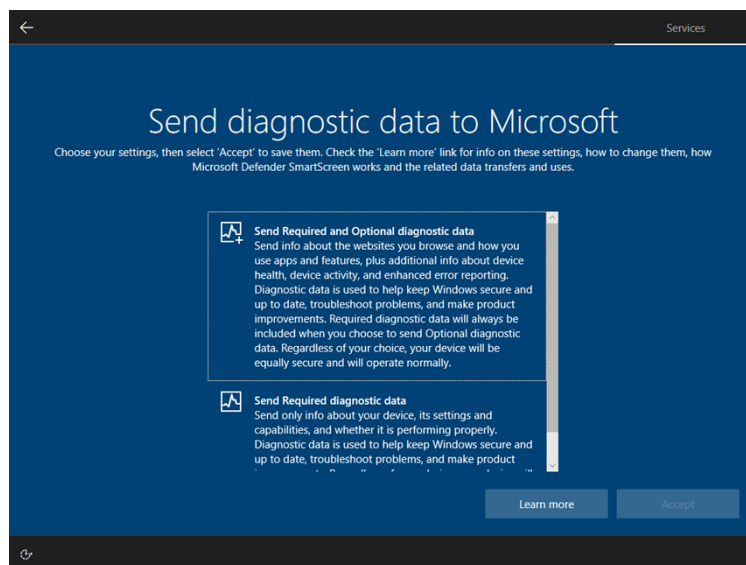 Services
Send diagnostic data to Microsoft
Choose your settings, then select 'Accept' to save them. Check the 'Learn more' link for info on these settings, how to change them, how
Microsoft Defender SmartScreen works and the related data transfers and uses.
Send Required and Optional diagnostic data
Send info about the websites you browse and how you
use apps and features, plus additional info about device
health, device activity, and enhanced error reporting.
Diagnostic data is used to help keep Windows secure and
up to date, troubleshoot problems, and make product
improvements. Required diagnostic data will always be
included when you choose to send Optional diagnostic
data. Regardless of your choice, your device will be
equally secure and will operate normally.
Send Required diagnostic data
Send only info about your device, its settings and
capabilities, and whether it is performing properly.
Diagnostic data is used to help keep Windows secure and
up to date, troubleshoot problems, and make product
Learn more
Accept